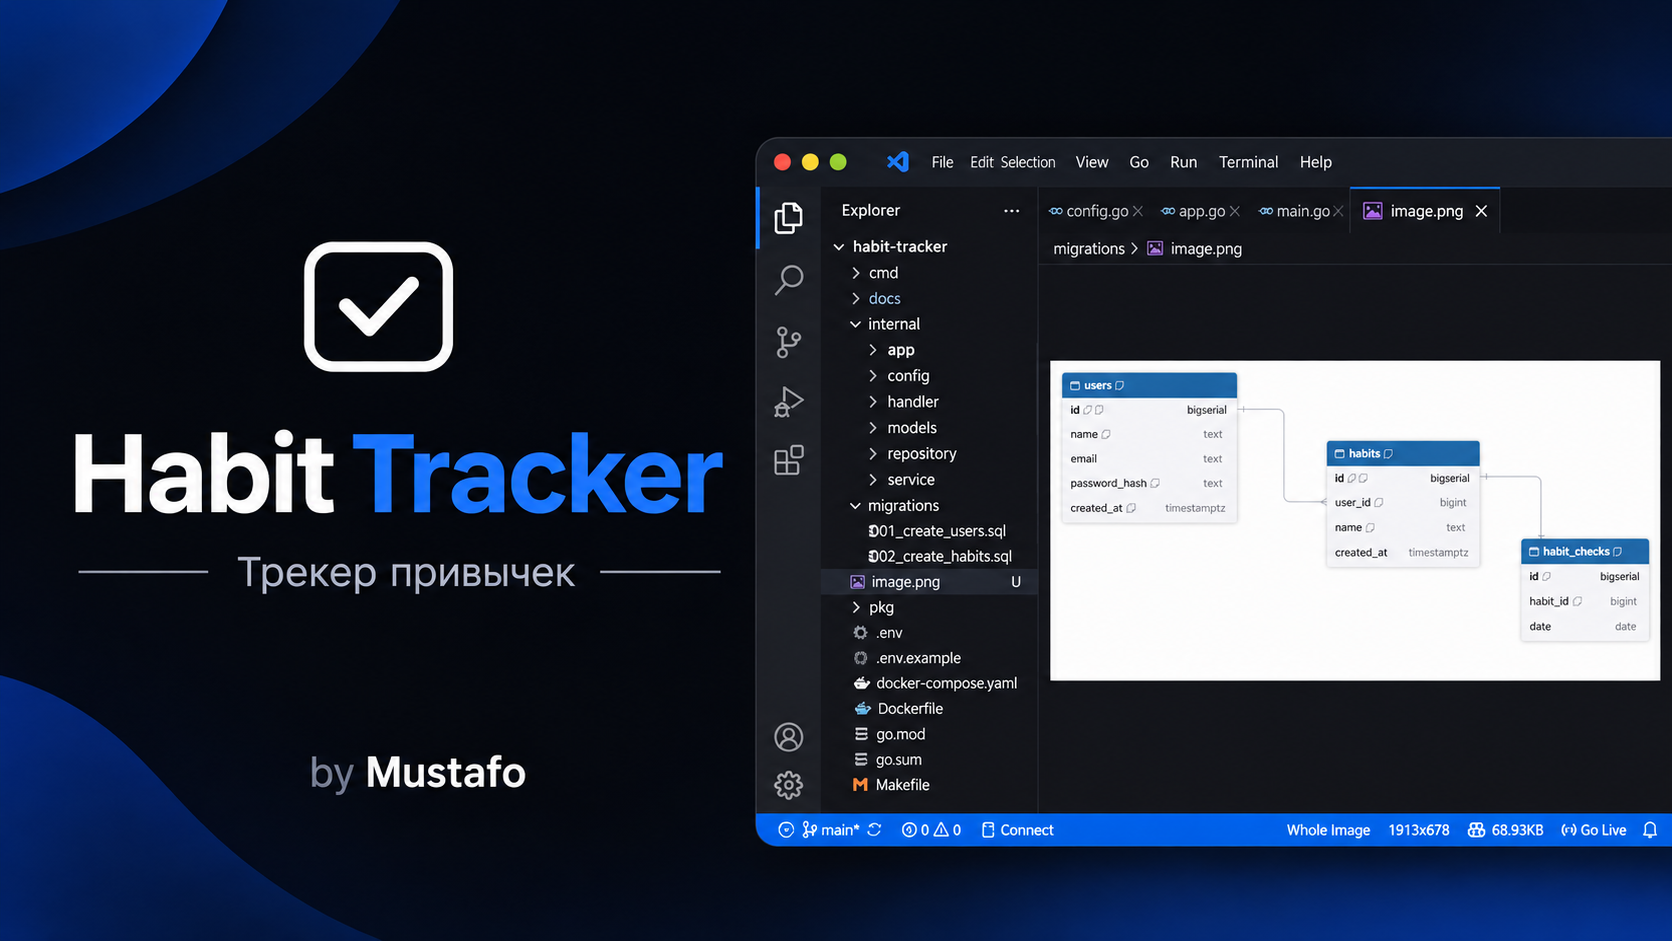 Habit Tracker
Трекер привычек
by Mustafo
File Edit Selection View Go Run Terminal Help
Explorer ...
habit-tracker
cmd
docs
internal
app
config
handler
models
repository
service
migrations
001_create_users.sql
002_create_habits.sql
image.png U
pkg
.env
.env.example
docker-compose.yaml
Dockerfile
go.mod
go.sum
Makefile
config.go app.go main.go image.png
migrations > image.png
users
id bigserial
name text
email text
password_hash text
created_at timestamptz
habits
id bigserial
user_id bigint
name text
created_at timestamptz
habit_checks
id bigserial
habit_id bigint
date date
main* 0 0 Connect Whole Image 1913x678 68.93KB Go Live